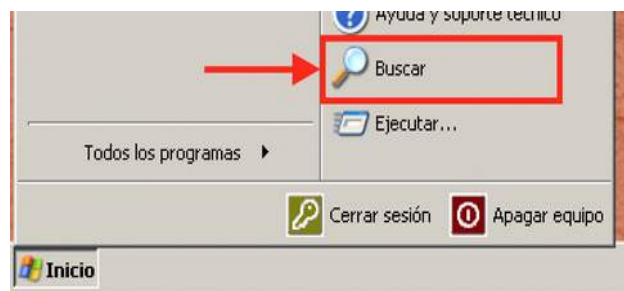 Ayuda y soporte técnico
Buscar
Ejecutar...
Todos los programas
Cerrar sesión
Apagar equipo
Inicio